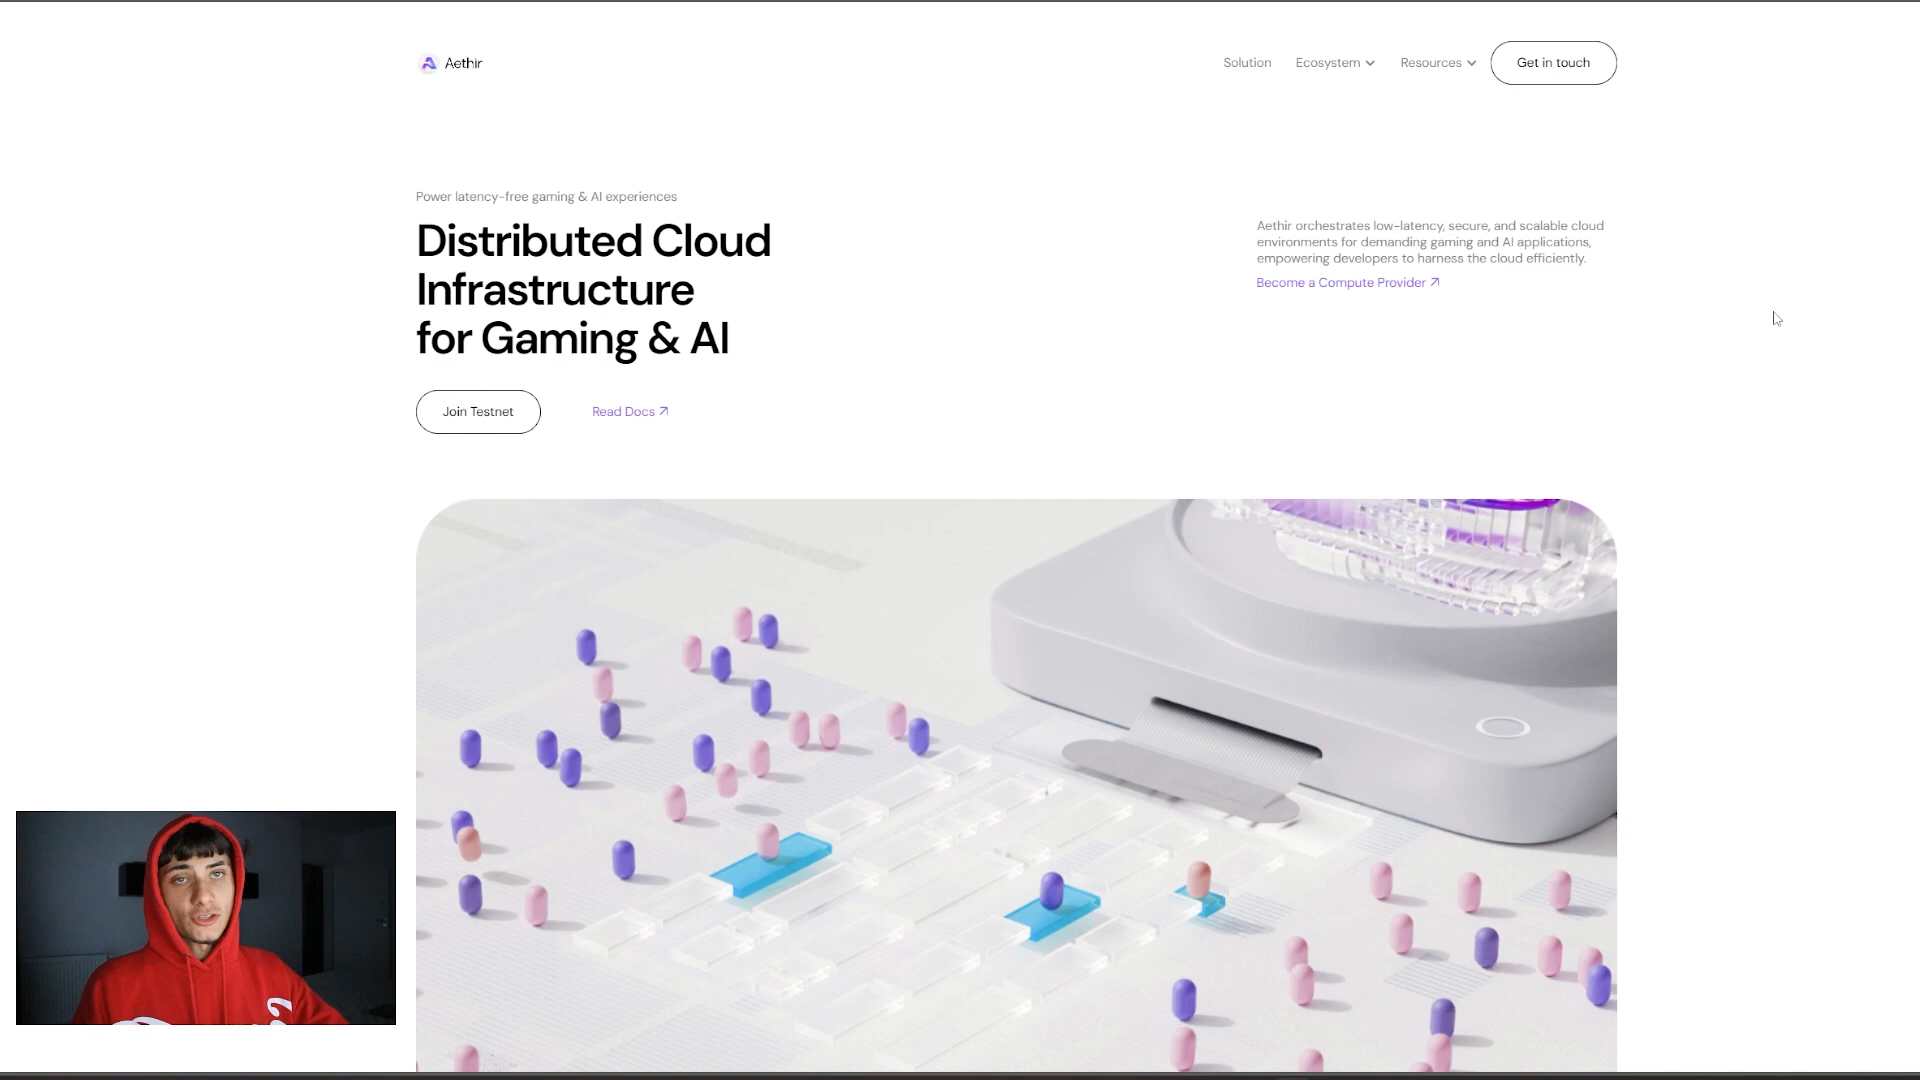 Aethir
Solution
Ecosystem
Resources
Get in touch
Power latency-free gaming & AI experiences
Distributed Cloud
Infrastructure
for Gaming & AI
Aethir orchestrates low-latency, secure, and scalable cloud
environments for demanding gaming and AI applications,
empowering developers to harness the cloud efficiently.
Become a Compute Provider
Join Testnet
Read Docs